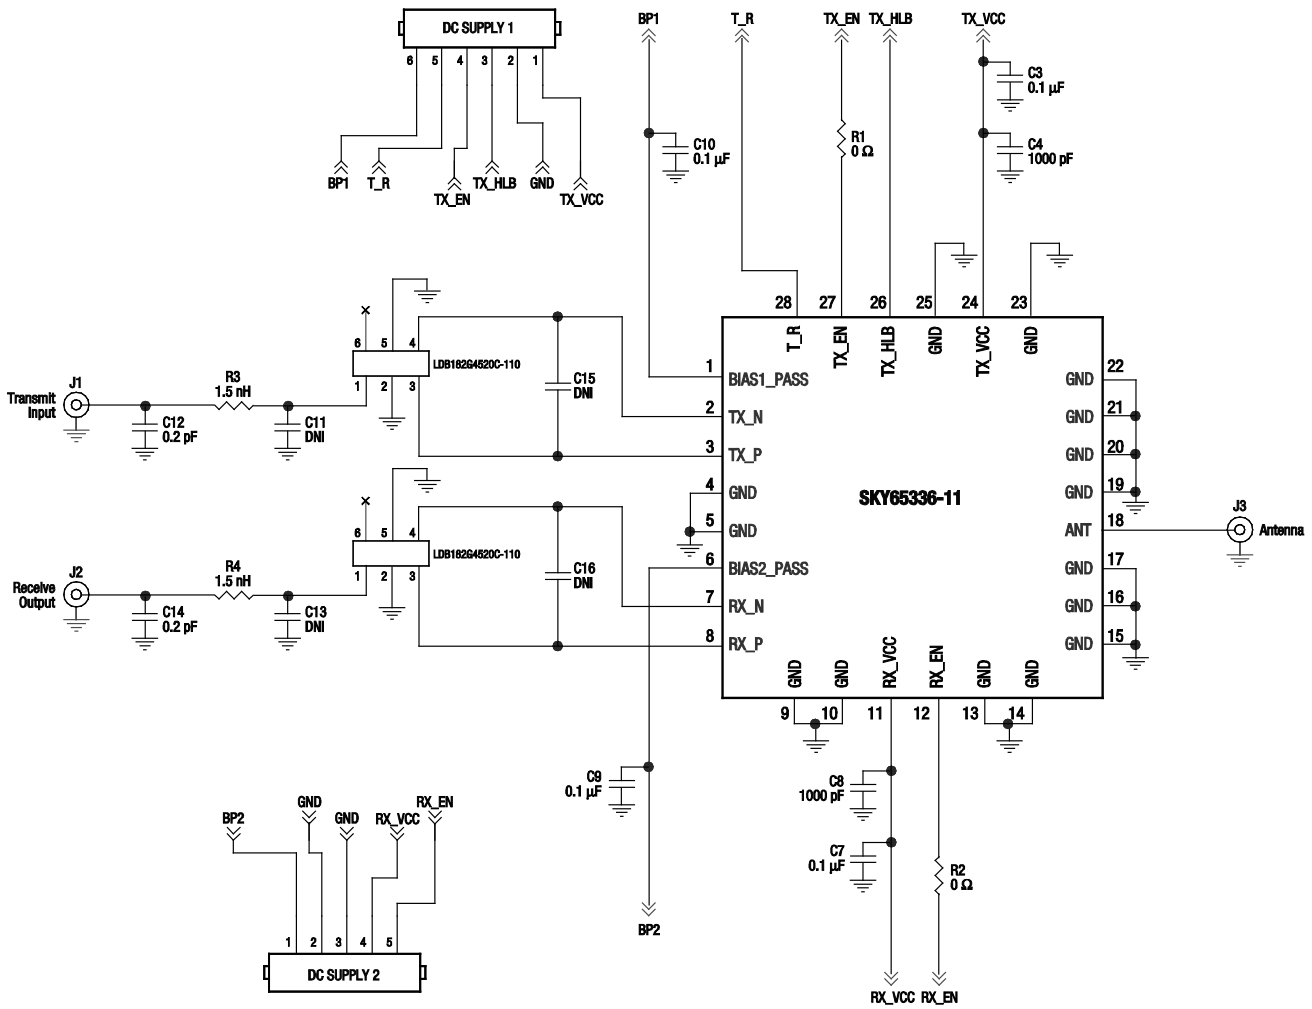 DC SUPPLY 1
6 5 4 3 2 1
BP1 T_R TX_EN TX_HLB GND TX_VCC
BP1 T_R TX_EN TX_HLB TX_VCC
C3
0.1 µF
C4
1000 pF
C10
0.1 µF
R1
0 Ω
28 27 26 25 24 23
T_R TX_EN TX_HLB GND TX_VCC GND
6 5 4
LDB182G4520C-110
1 2 3
J1
Transmit
Input
R3
1.5 nH
C12
0.2 pF
C11
DNI
C15
DNI
1 BIAS1_PASS
2 TX_N
3 TX_P
4 GND
5 GND
6 BIAS2_PASS
7 RX_N
8 RX_P
SKY65336-11
GND 22
GND 21
GND 20
GND 19
ANT 18
GND 17
GND 16
GND 15
J3
Antenna
6 5 4
LDB182G4520C-110
1 2 3
J2
Receive
Output
R4
1.5 nH
C14
0.2 pF
C13
DNI
C16
DNI
GND GND RX_VCC RX_EN GND GND
9 10 11 12 13 14
C9
0.1 µF
BP2
C8
1000 pF
C7
0.1 µF
R2
0 Ω
RX_VCC RX_EN
BP2 GND GND RX_VCC RX_EN
1 2 3 4 5
DC SUPPLY 2